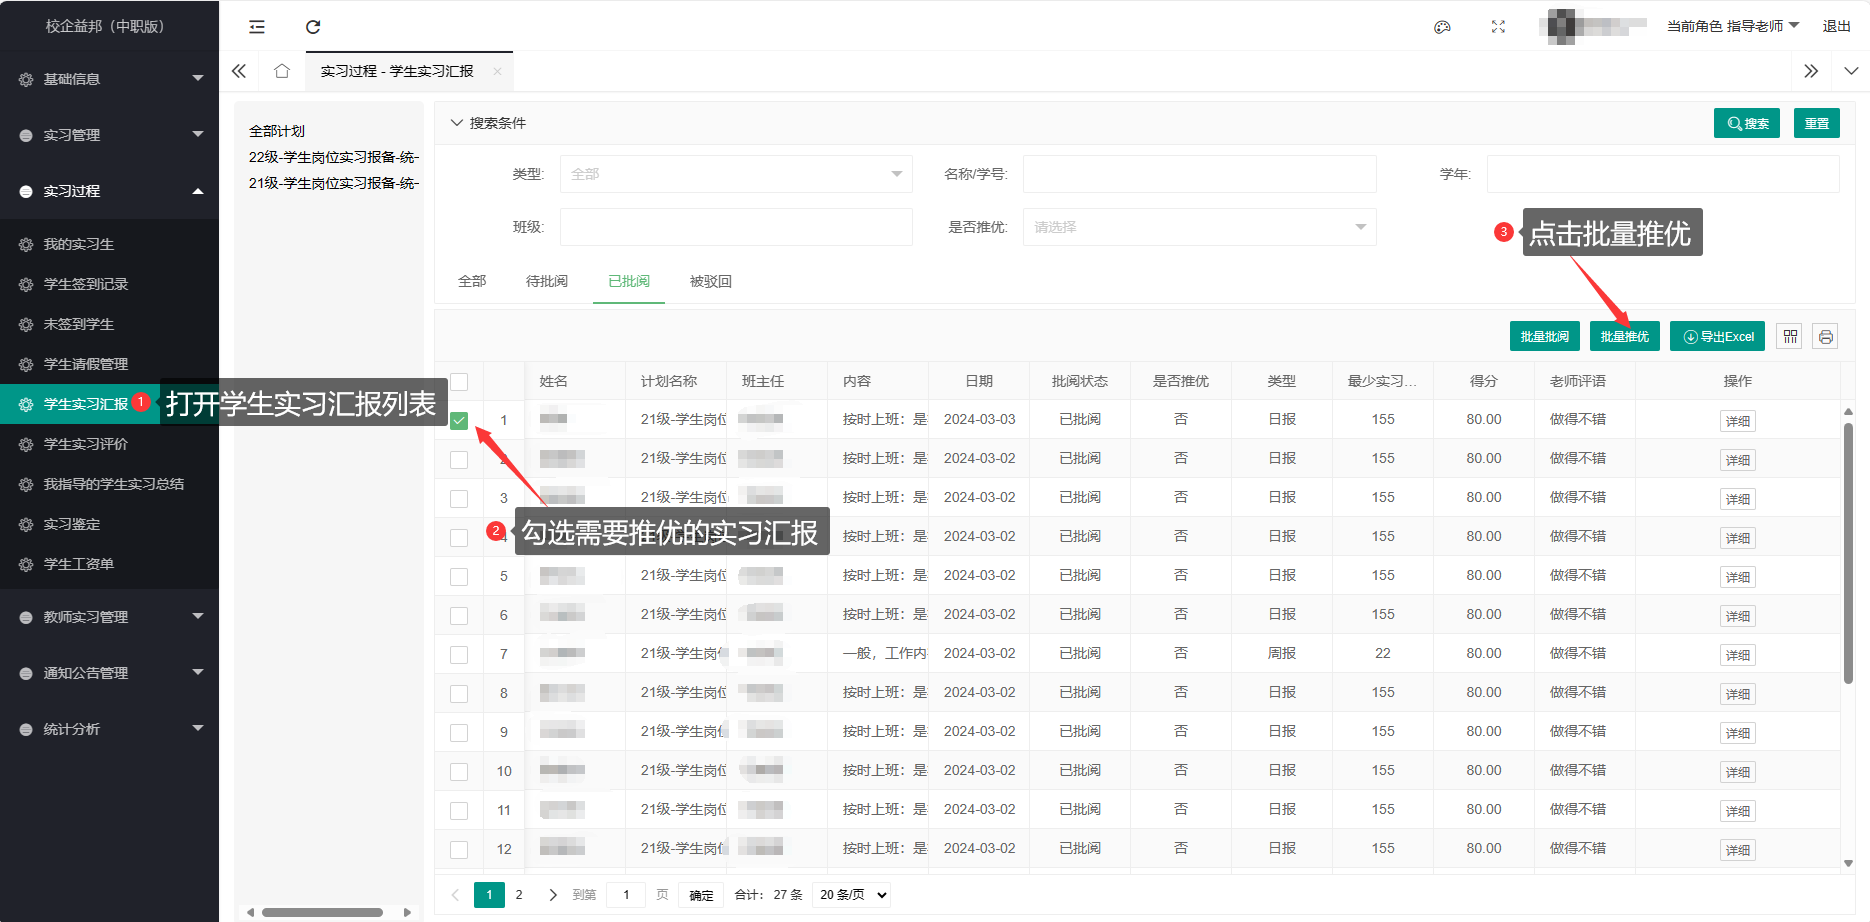 校企益邦（中职版）
当前角色 指导老师
退出
基础信息
实习管理
实习过程
我的实习生
学生签到记录
未签到学生
学生请假管理
学生实习汇报
学生实习评价
我指导的学生实习总结
实习鉴定
学生工资单
教师实习管理
通知公告管理
统计分析
实习过程 - 学生实习汇报
全部计划
22级-学生岗位实习报备-统一
21级-学生岗位实习报备-统一
搜索条件
搜索
重置
类型:
全部
名称/学号:
学年:
班级:
是否推优:
请选择
3
点击批量推优
全部
待批阅
已批阅
被驳回
批量批阅
批量推优
导出Excel
1
打开学生实习汇报列表
2
勾选需要推优的实习汇报
姓名 计划名称 班主任 内容 日期 批阅状态 是否推优 类型 最少实习... 得分 老师评语 操作
1 21级-学生岗位 按时上班：是 2024-03-03 已批阅 否 日报 155 80.00 做得不错 详细
21级-学生岗位 按时上班：是 2024-03-02 已批阅 否 日报 155 80.00 做得不错 详细
3 21级-学生岗位 按时上班：是 2024-03-02 已批阅 否 日报 155 80.00 做得不错 详细
4 按时上班：是 2024-03-02 已批阅 否 日报 155 80.00 做得不错 详细
5 21级-学生岗位 按时上班：是 2024-03-02 已批阅 否 日报 155 80.00 做得不错 详细
6 21级-学生岗位 按时上班：是 2024-03-02 已批阅 否 日报 155 80.00 做得不错 详细
7 21级-学生岗位 一般，工作内 2024-03-02 已批阅 否 周报 22 80.00 做得不错 详细
8 21级-学生岗位 按时上班：是 2024-03-02 已批阅 否 日报 155 80.00 做得不错 详细
9 21级-学生岗位 按时上班：是 2024-03-02 已批阅 否 日报 155 80.00 做得不错 详细
10 21级-学生岗位 按时上班：是 2024-03-02 已批阅 否 日报 155 80.00 做得不错 详细
11 21级-学生岗位 按时上班：是 2024-03-02 已批阅 否 日报 155 80.00 做得不错 详细
12 21级-学生岗位 按时上班：是 2024-03-02 已批阅 否 日报 155 80.00 做得不错 详细
1 2 到第 1 页 确定 合计： 27 条 20 条/页